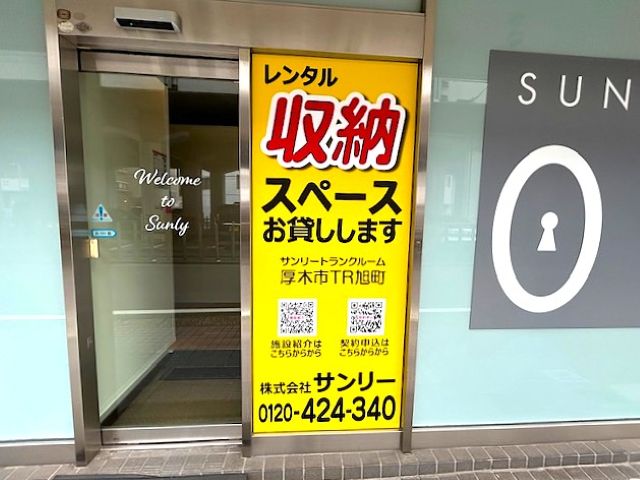 Welcome
to
Sunly
レンタル
収納
スペース
お貸しします
サンリートランクルーム
厚木市TR旭町
施設紹介は
こちらからから
契約申込は
こちらからから
株式会社 サンリー
0120-424-340
SUN